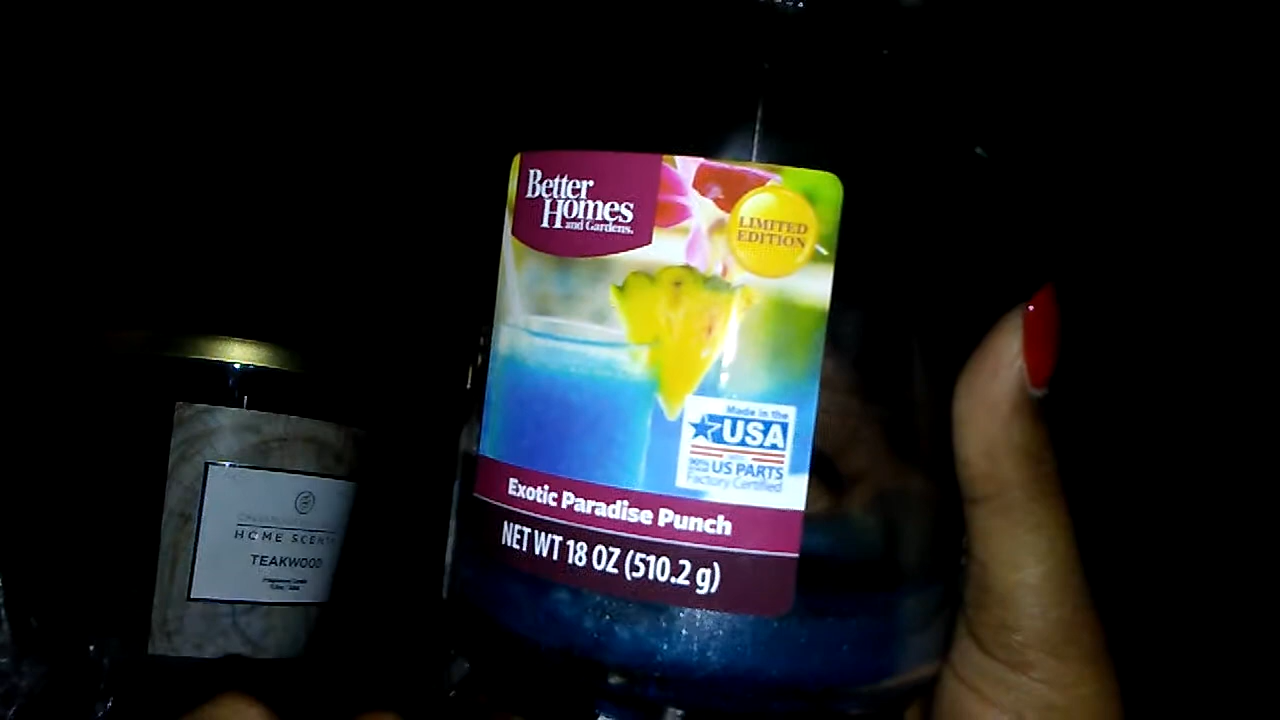 Better
Homes
and Gardens.
LIMITED
EDITION
Made in the
USA
US PARTS
Factory Certified
Exotic Paradise Punch
NET WT 18 OZ (510.2 g)
HOME SCENT
TEAKWOOD